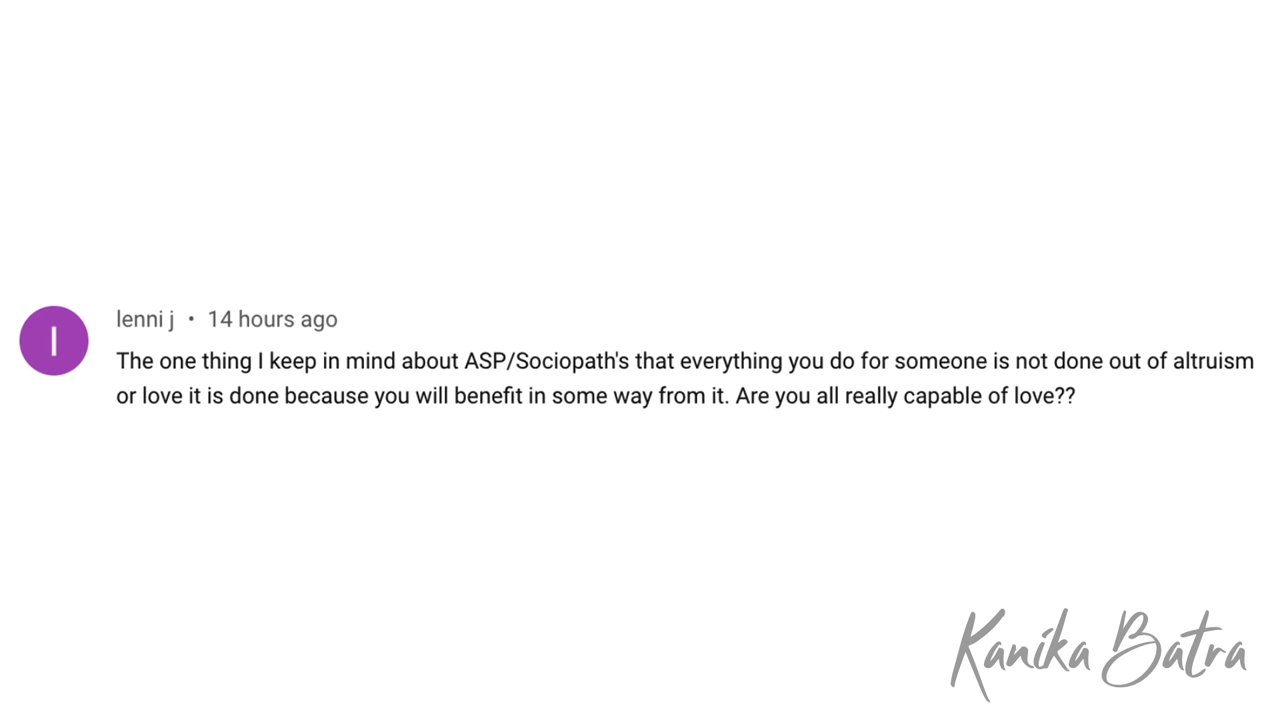 l
lenni j • 14 hours ago
The one thing I keep in mind about ASP/Sociopath's that everything you do for someone is not done out of altruism
or love it is done because you will benefit in some way from it. Are you all really capable of love??
Kanika Batra